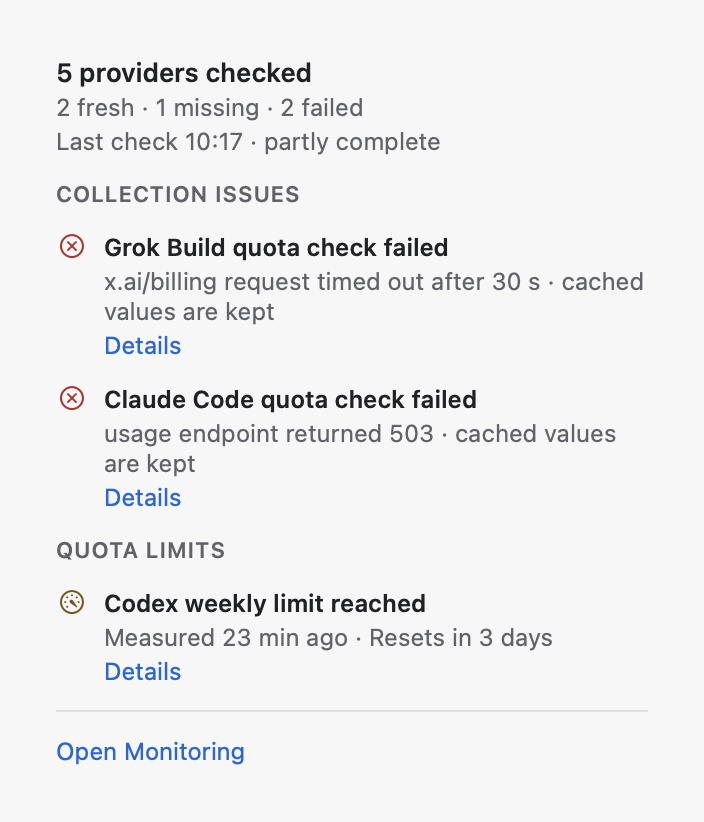 5 providers checked
2 fresh · 1 missing · 2 failed
Last check 10:17 · partly complete
COLLECTION ISSUES
Grok Build quota check failed
x.ai/billing request timed out after 30 s · cached
values are kept
Details
Claude Code quota check failed
usage endpoint returned 503 · cached values
are kept
Details
QUOTA LIMITS
Codex weekly limit reached
Measured 23 min ago · Resets in 3 days
Details
Open Monitoring